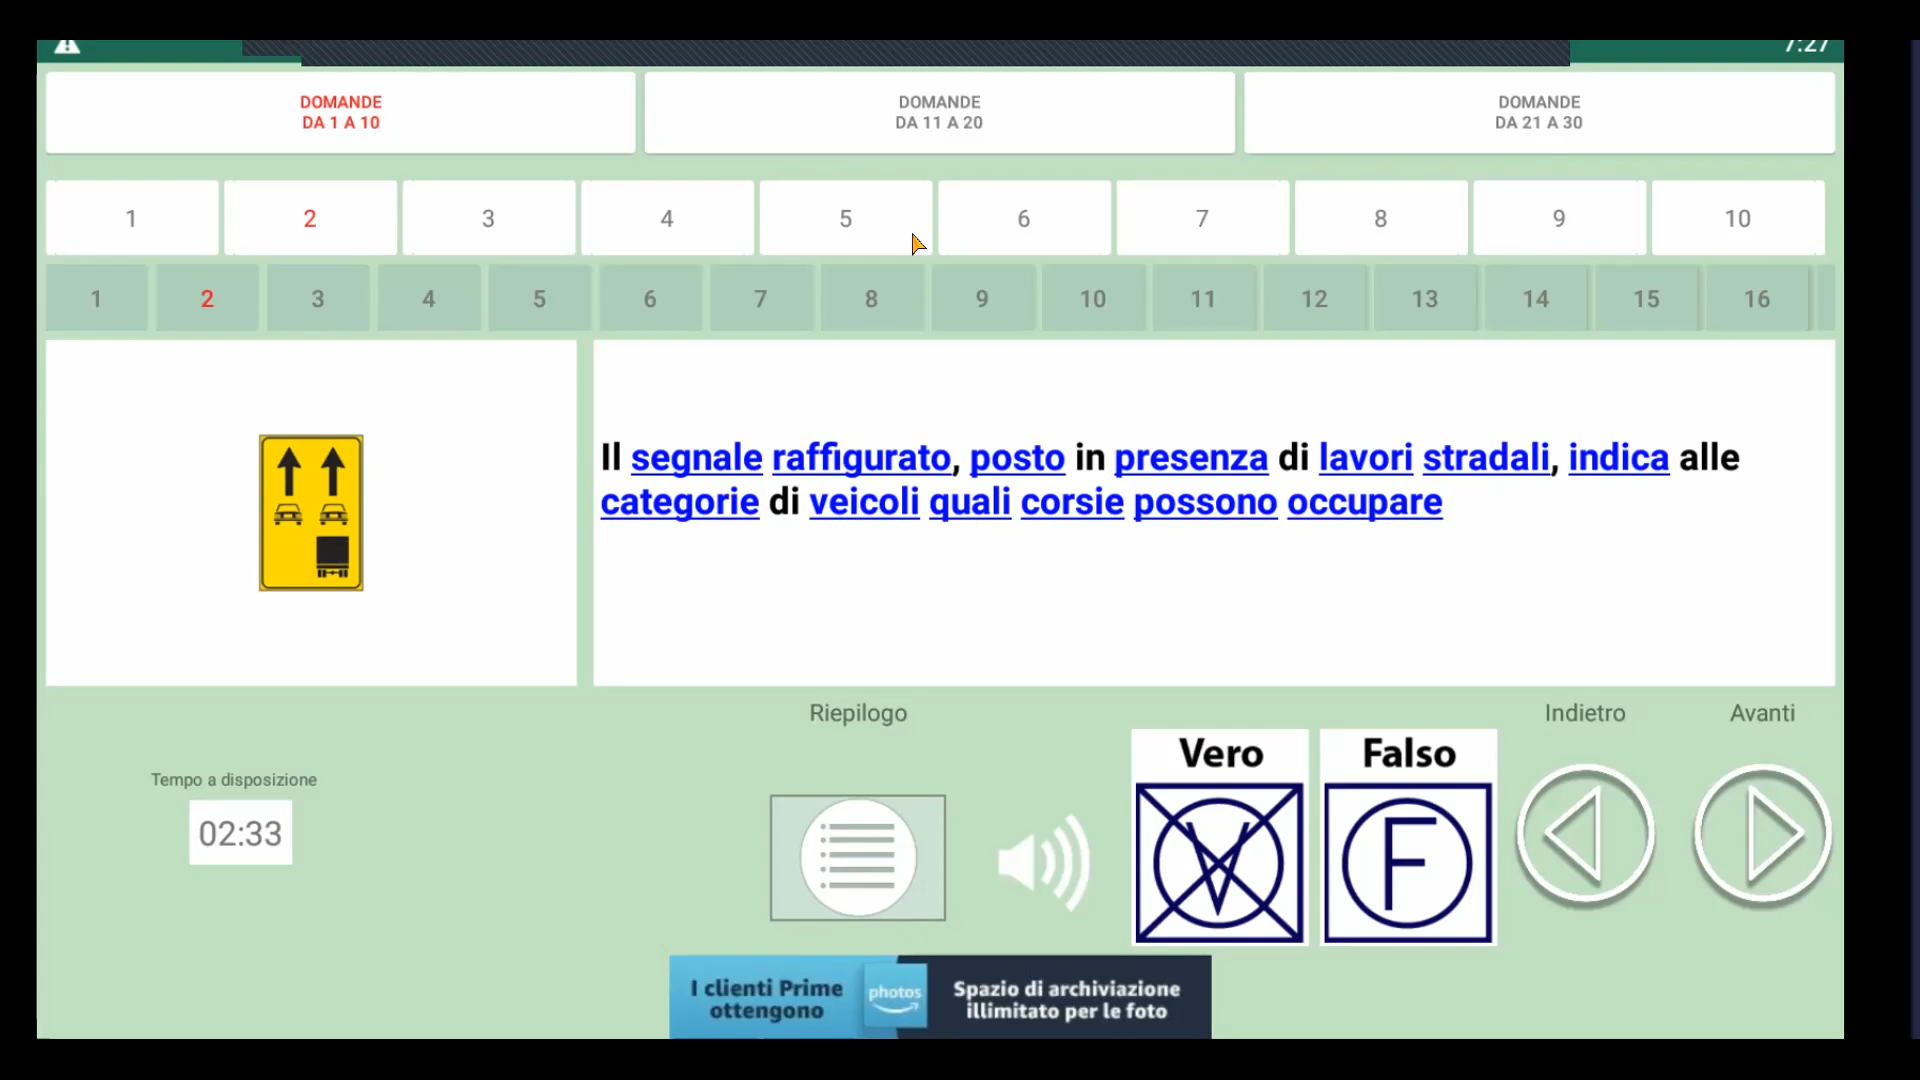 7:27
DOMANDE
DA 1 A 10
DOMANDE
DA 11 A 20
DOMANDE
DA 21 A 30
1 2 3 4 5 6 7 8 9 10
1 2 3 4 5 6 7 8 9 10 11 12 13 14 15 16
Il segnale raffigurato, posto in presenza di lavori stradali, indica alle
categorie di veicoli quali corsie possono occupare
Riepilogo
Indietro
Avanti
Vero
Falso
V
F
Tempo a disposizione
02:33
I clienti Prime
ottengono
photos
Spazio di archiviazione
illimitato per le foto